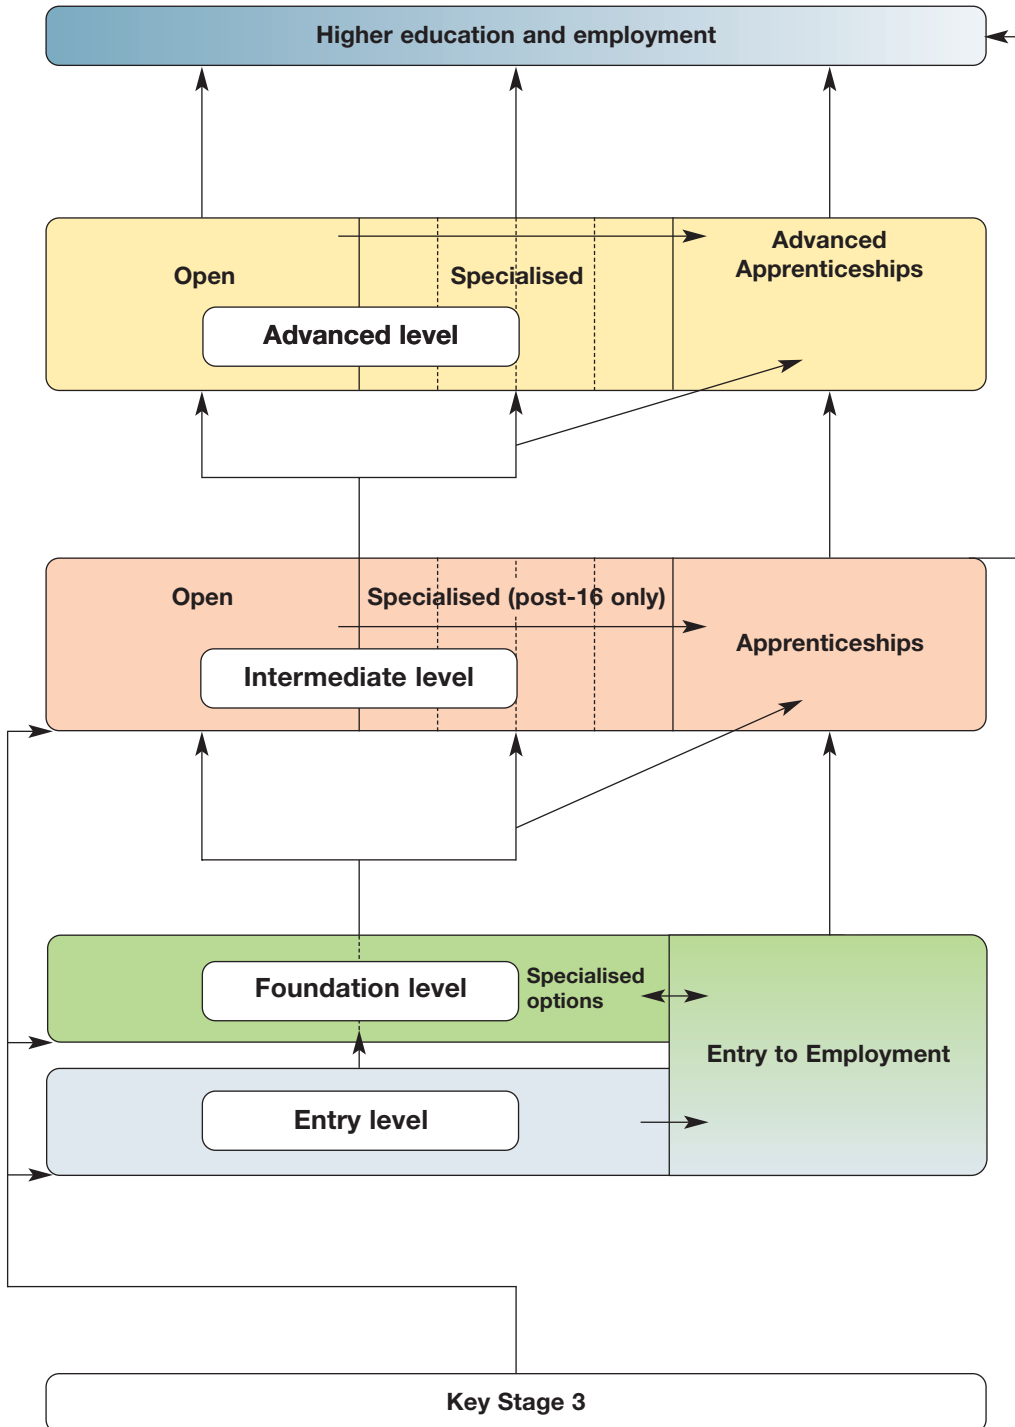 Higher education and employment
Advanced
Apprenticeships
Open
Specialised
Advanced level
Open
Specialised (post-16 only)
Apprenticeships
Intermediate level
Foundation level
Specialised
options
Entry to Employment
Entry level
Key Stage 3